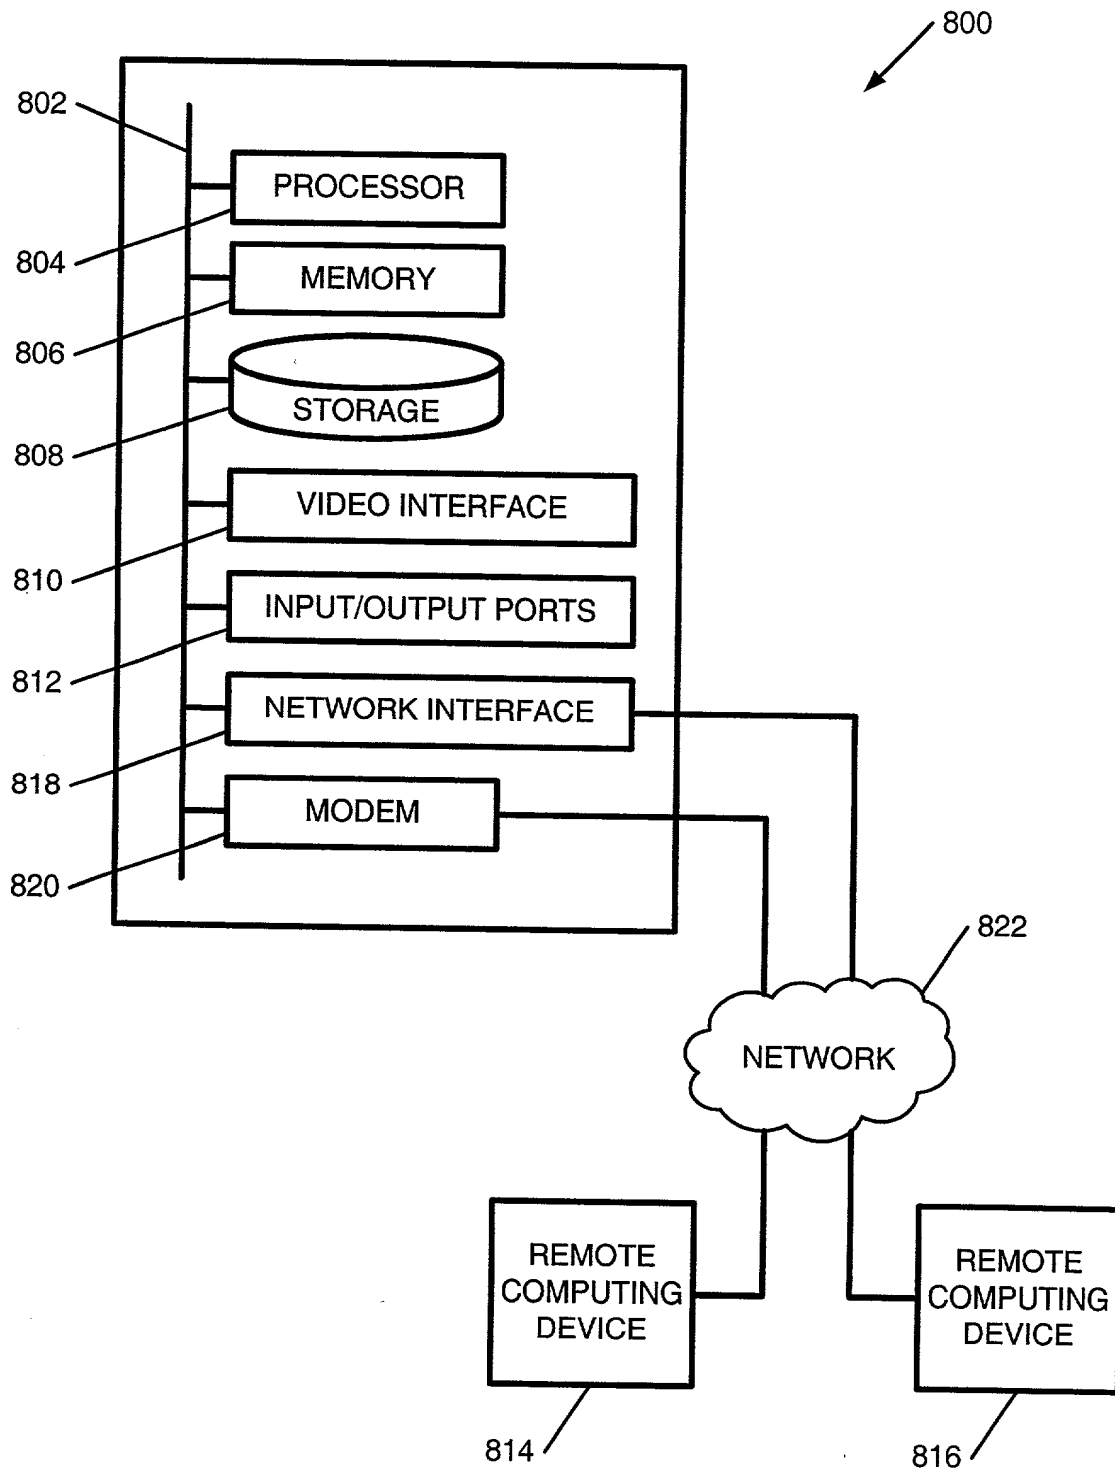 800
802
PROCESSOR
804
MEMORY
806
STORAGE
808
VIDEO INTERFACE
810
INPUT/OUTPUT PORTS
812
NETWORK INTERFACE
818
MODEM
820
822
NETWORK
REMOTE
COMPUTING
DEVICE
814
REMOTE
COMPUTING
DEVICE
816